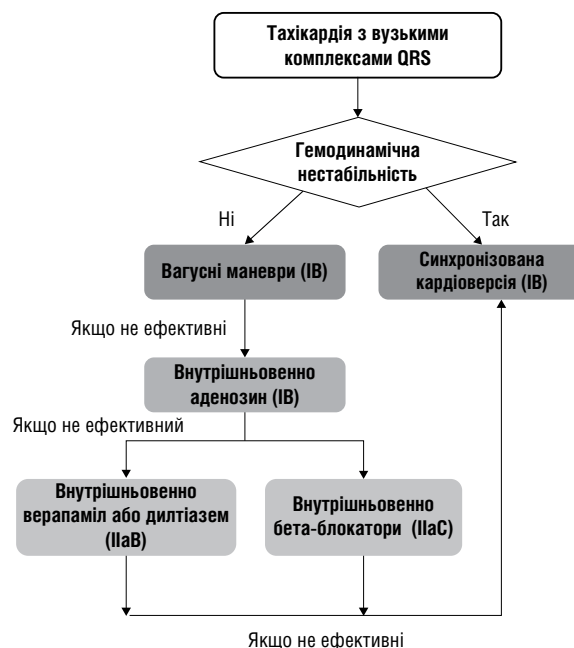 Тахікардія з вузькими
комплексами QRS
Гемодинамічна
нестабільність
Ні
Так
Вагусні маневри (IB)
Синхронізована
кардіоверсія (IB)
Якщо не ефективні
Внутрішньовенно
аденозин (IB)
Якщо не ефективний
Внутрішньовенно
верапаміл або дилтіазем
(IIaB)
Внутрішньовенно
бета-блокатори (IIaC)
Якщо не ефективні